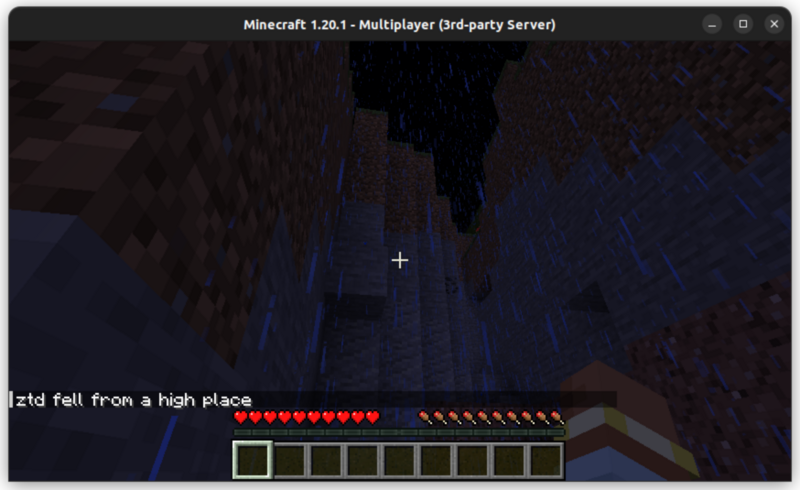 Minecraft 1.20.1 - Multiplayer (3rd-party Server)
ztd fell from a high place